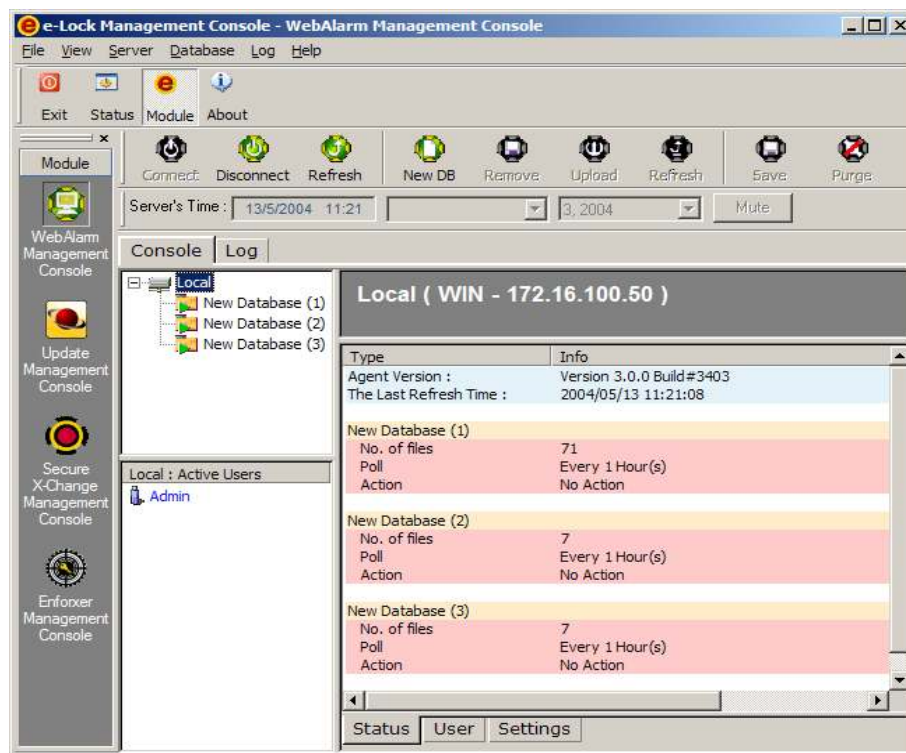 e-Lock Management Console - WebAlarm Management Console
File View Server Database Log Help
Exit Status Module About
Module
WebAlarm
Management
Console
Update
Management
Console
Secure
X-Change
Management
Console
Enforxer
Management
Console
Connect Disconnect Refresh New DB Remove Upload Refresh Save Purge
Server's Time : 13/5/2004 11:21 3, 2004 Mute
Console Log
Local
New Database (1)
New Database (2)
New Database (3)
Local : Active Users
Admin
Local ( WIN - 172.16.100.50 )
Type Info
Agent Version : Version 3.0.0 Build#3403
The Last Refresh Time : 2004/05/13 11:21:08
New Database (1)
No. of files 71
Poll Every 1 Hour(s)
Action No Action
New Database (2)
No. of files 7
Poll Every 1 Hour(s)
Action No Action
New Database (3)
No. of files 7
Poll Every 1 Hour(s)
Action No Action
Status User Settings